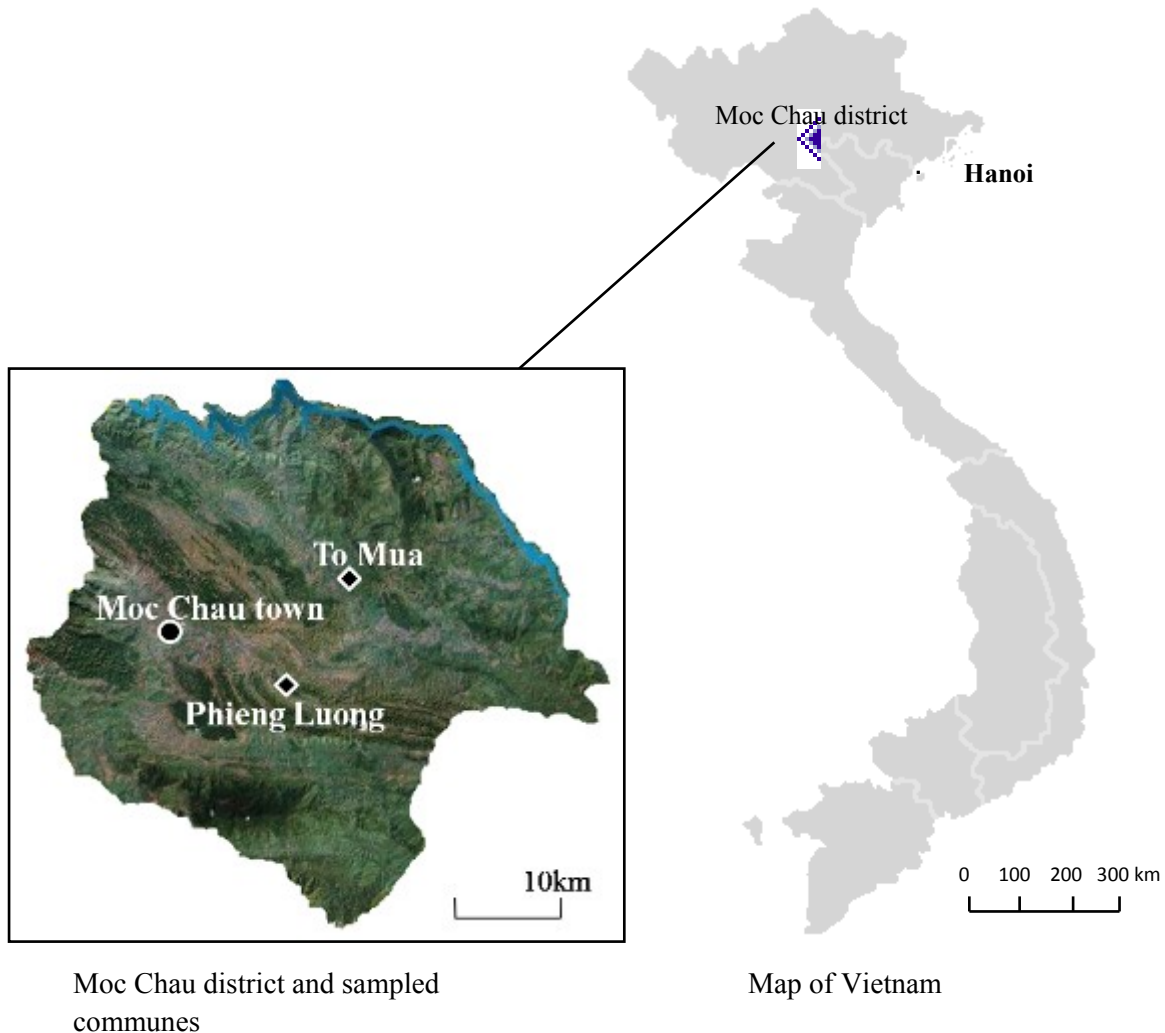 Moc Chau district
Hanoi
To Mua
Moc Chau town
Phieng Luong
10km
0 100 200 300 km
Moc Chau district and sampled
communes
Map of Vietnam